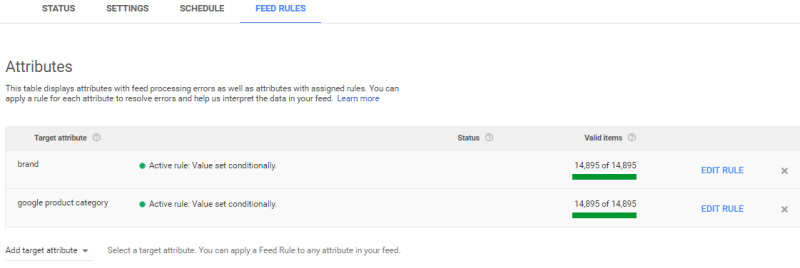 STATUS SETTINGS SCHEDULE FEED RULES
Attributes
This table displays attributes with feed processing errors as well as attributes with assigned rules. You can
apply a rule for each attribute to resolve errors and help us interpret the data in your feed. Learn more
Target attribute ? Status ? Valid items ?
brand Active rule: Value set conditionally. 14,895 of 14,895 EDIT RULE ×
google product category Active rule: Value set conditionally. 14,895 of 14,895 EDIT RULE ×
Add target attribute Select a target attribute. You can apply a Feed Rule to any attribute in your feed.